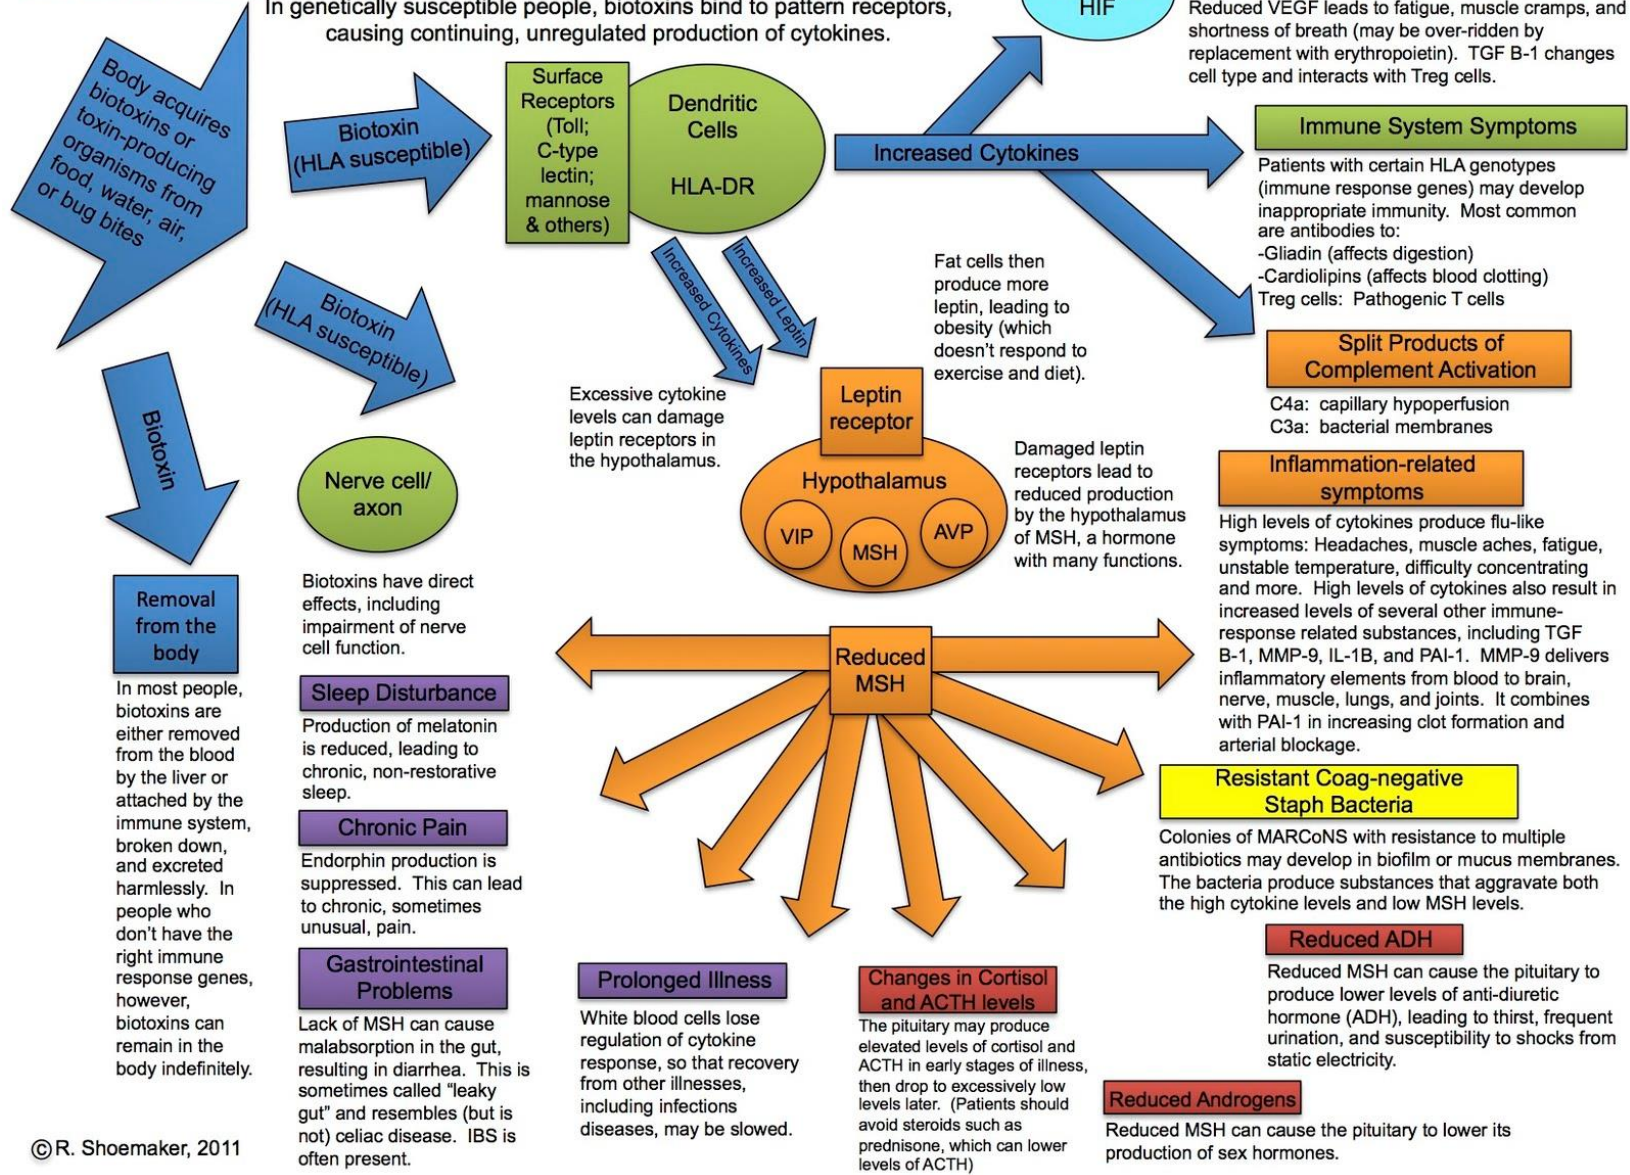 In genetically susceptible people, biotoxins bind to pattern receptors,
causing continuing, unregulated production of cytokines.
HIF
Reduced VEGF leads to fatigue, muscle cramps, and
shortness of breath (may be over-ridden by
replacement with erythropoietin). TGF B-1 changes
cell type and interacts with Treg cells.
Body acquires
biotoxins or
toxin-producing
organisms from
food, water, air,
or bug bites
Biotoxin
(HLA susceptible)
Surface
Receptors
(Toll;
C-type
lectin;
mannose
& others)
Dendritic
Cells
HLA-DR
Increased Cytokines
Immune System Symptoms
Patients with certain HLA genotypes
(immune response genes) may develop
inappropriate immunity. Most common
are antibodies to:
-Gliadin (affects digestion)
-Cardiolipins (affects blood clotting)
Treg cells: Pathogenic T cells
Biotoxin
(HLA susceptible)
Increased Cytokines
Increased Leptin
Fat cells then
produce more
leptin, leading to
obesity (which
doesn't respond to
exercise and diet).
Split Products of
Complement Activation
C4a: capillary hypoperfusion
C3a: bacterial membranes
Biotoxin
Excessive cytokine
levels can damage
leptin receptors in
the hypothalamus.
Leptin
receptor
Hypothalamus
VIP
MSH
AVP
Damaged leptin
receptors lead to
reduced production
by the hypothalamus
of MSH, a hormone
with many functions.
Inflammation-related
symptoms
High levels of cytokines produce flu-like
symptoms: Headaches, muscle aches, fatigue,
unstable temperature, difficulty concentrating
and more. High levels of cytokines also result in
increased levels of several other immune-
response related substances, including TGF
B-1, MMP-9, IL-1B, and PAI-1. MMP-9 delivers
inflammatory elements from blood to brain,
nerve, muscle, lungs, and joints. It combines
with PAI-1 in increasing clot formation and
arterial blockage.
Nerve cell/
axon
Biotoxins have direct
effects, including
impairment of nerve
cell function.
Removal
from the
body
In most people,
biotoxins are
either removed
from the blood
by the liver or
attached by the
immune system,
broken down,
and excreted
harmlessly. In
people who
don't have the
right immune
response genes,
however,
biotoxins can
remain in the
body indefinitely.
Reduced
MSH
Sleep Disturbance
Production of melatonin
is reduced, leading to
chronic, non-restorative
sleep.
Chronic Pain
Endorphin production is
suppressed. This can lead
to chronic, sometimes
unusual, pain.
Gastrointestinal
Problems
Lack of MSH can cause
malabsorption in the gut,
resulting in diarrhea. This is
sometimes called "leaky
gut" and resembles (but is
not) celiac disease. IBS is
often present.
Prolonged Illness
White blood cells lose
regulation of cytokine
response, so that recovery
from other illnesses,
including infections
diseases, may be slowed.
Changes in Cortisol
and ACTH levels
The pituitary may produce
elevated levels of cortisol and
ACTH in early stages of illness,
then drop to excessively low
levels later. (Patients should
avoid steroids such as
prednisone, which can lower
levels of ACTH)
Resistant Coag-negative
Staph Bacteria
Colonies of MARCoNS with resistance to multiple
antibiotics may develop in biofilm or mucus membranes.
The bacteria produce substances that aggravate both
the high cytokine levels and low MSH levels.
Reduced ADH
Reduced MSH can cause the pituitary to
produce lower levels of anti-diuretic
hormone (ADH), leading to thirst, frequent
urination, and susceptibility to shocks from
static electricity.
Reduced Androgens
Reduced MSH can cause the pituitary to lower its
production of sex hormones.
© R. Shoemaker, 2011